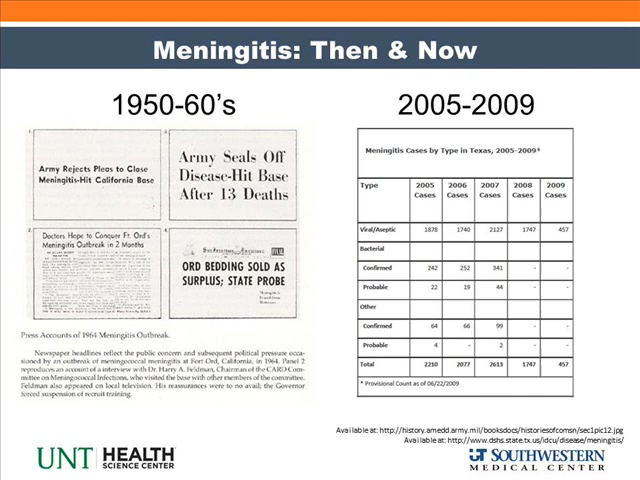 Meningitis: Then & Now
1950-60's
2005-2009
Army Rejects Pleas to Close
Meningitis-Hit California Base
Army Seals Off
Disease-Hit Base
After 13 Deaths
Doctors Hope to Conquer Ft. Ord's
Meningitis Outbreak in 2 Months
ORD BEDDING SOLD AS
SURPLUS; STATE PROBE
Press Accounts of 1964 Meningitis Outbreak.
Newspaper headlines reflect the public concern and subsequent political pressure occa-
sioned by an outbreak of meningococcal meningitis at Fort Ord, California, in 1964. Panel 2
reproduces an account of a interview with Dr. Harry A. Feldman, Chairman of the CARD Com-
mittee on Meningococcal Infections, who visited the base with other members of the committee.
Feldman also appeared on local television. His reassurances were to no avail; the Governor
forced suspension of recruit training.
Meningitis Cases by Type in Texas, 2005-2009*
Type 2005 Cases 2006 Cases 2007 Cases 2008 Cases 2009 Cases
Viral/Aseptic 1878 1740 2127 1747 457
Bacterial
Confirmed 242 252 341 - -
Probable 22 19 44 - -
Other
Confirmed 64 66 99 - -
Probable 4 - 2 - -
Total 2210 2077 2613 1747 457
* Provisional Count as of 06/22/2009
Available at: http://history.amedd.army.mil/booksdocs/historiesofcomsn/sec1pic12.jpg
Available at: http://www.dshs.state.tx.us/idcu/disease/meningitis/
UNT HEALTH
SCIENCE CENTER
UT SOUTHWESTERN
MEDICAL CENTER